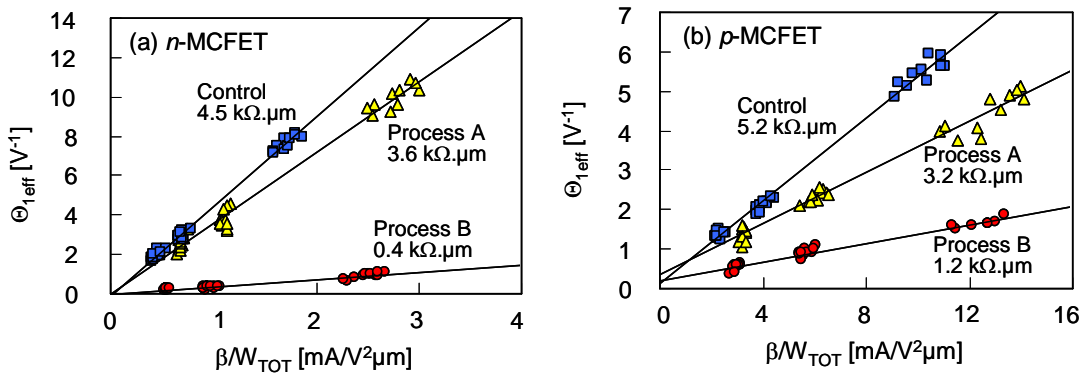 (a) n-MCFET
Control
4.5 kΩ.μm
Process A
3.6 kΩ.μm
Process B
0.4 kΩ.μm
Θ1eff [V⁻¹]
14
12
10
8
6
4
2
0
0 1 2 3 4
β/WTOT [mA/V²μm]
(b) p-MCFET
Control
5.2 kΩ.μm
Process A
3.2 kΩ.μm
Process B
1.2 kΩ.μm
Θ1eff [V⁻¹]
7
6
5
4
3
2
1
0
0 4 8 12 16
β/WTOT [mA/V²μm]